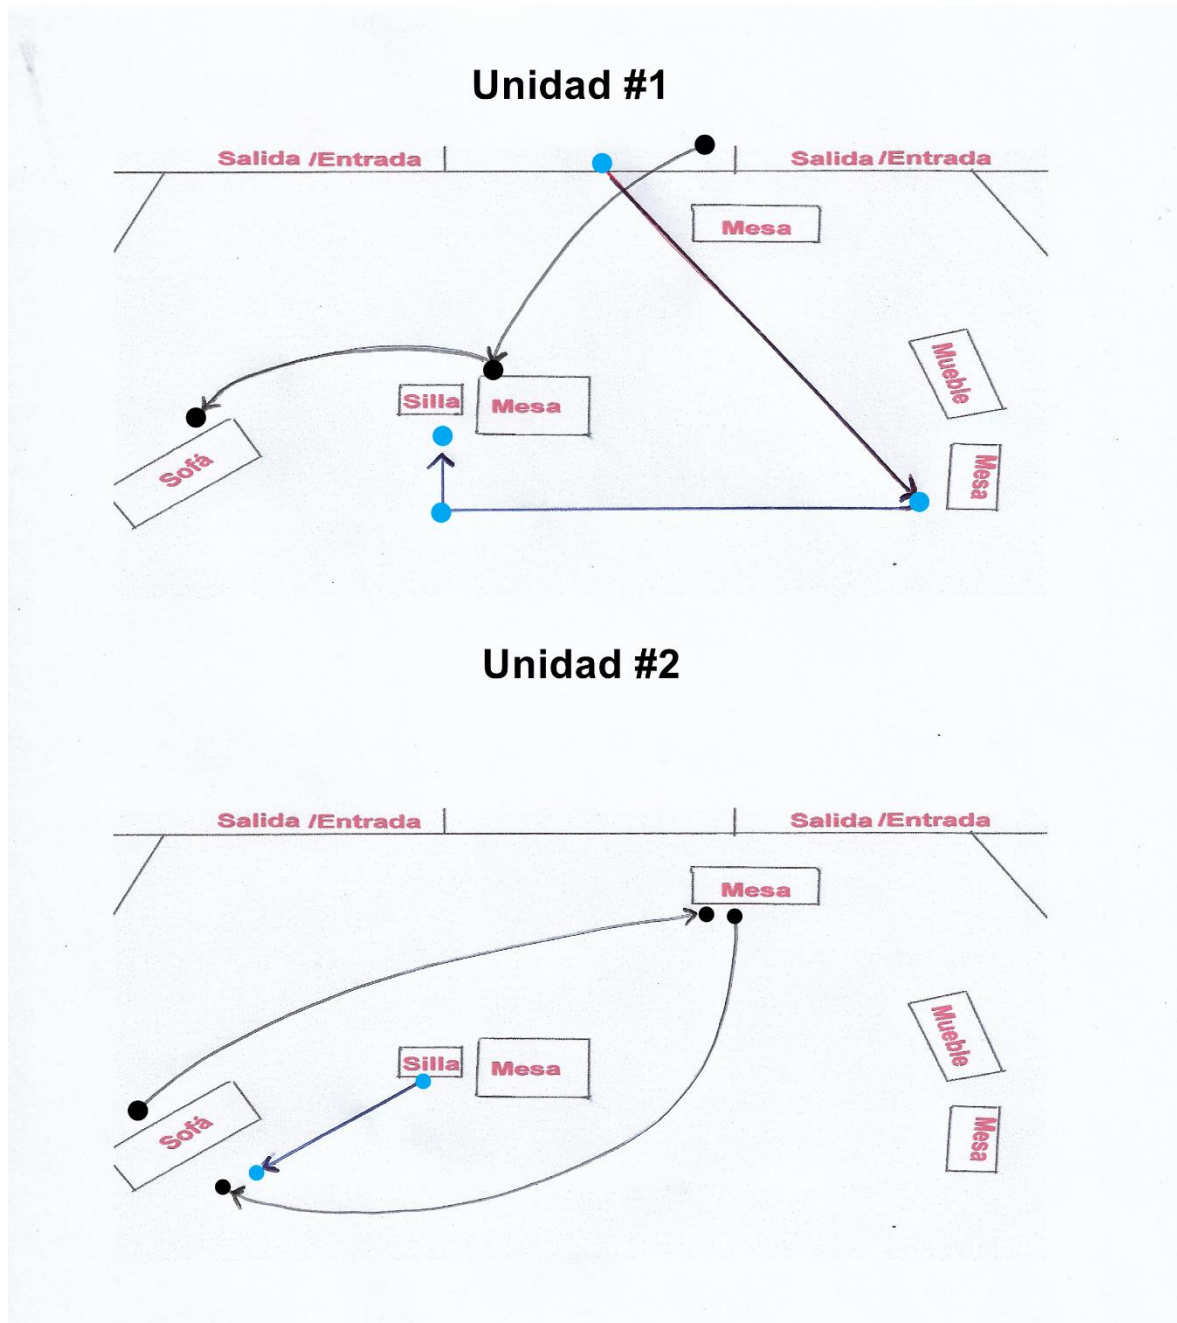 Unidad #1
Salida /Entrada
Salida /Entrada
Mesa
Mueble
Silla
Mesa
Sofá
Mesa
Unidad #2
Salida /Entrada
Salida /Entrada
Mesa
Mueble
Silla
Mesa
Sofá
Mesa